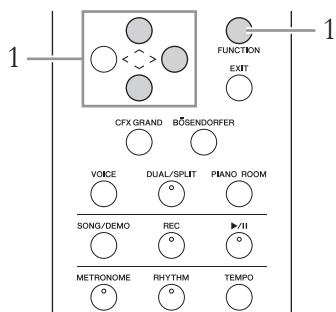 1
1
FUNCTION
EXIT
CFX GRAND BÖSENDORFER
VOICE DUAL/SPLIT PIANO ROOM
SONG/DEMO REC ►/II
METRONOME RHYTHM TEMPO